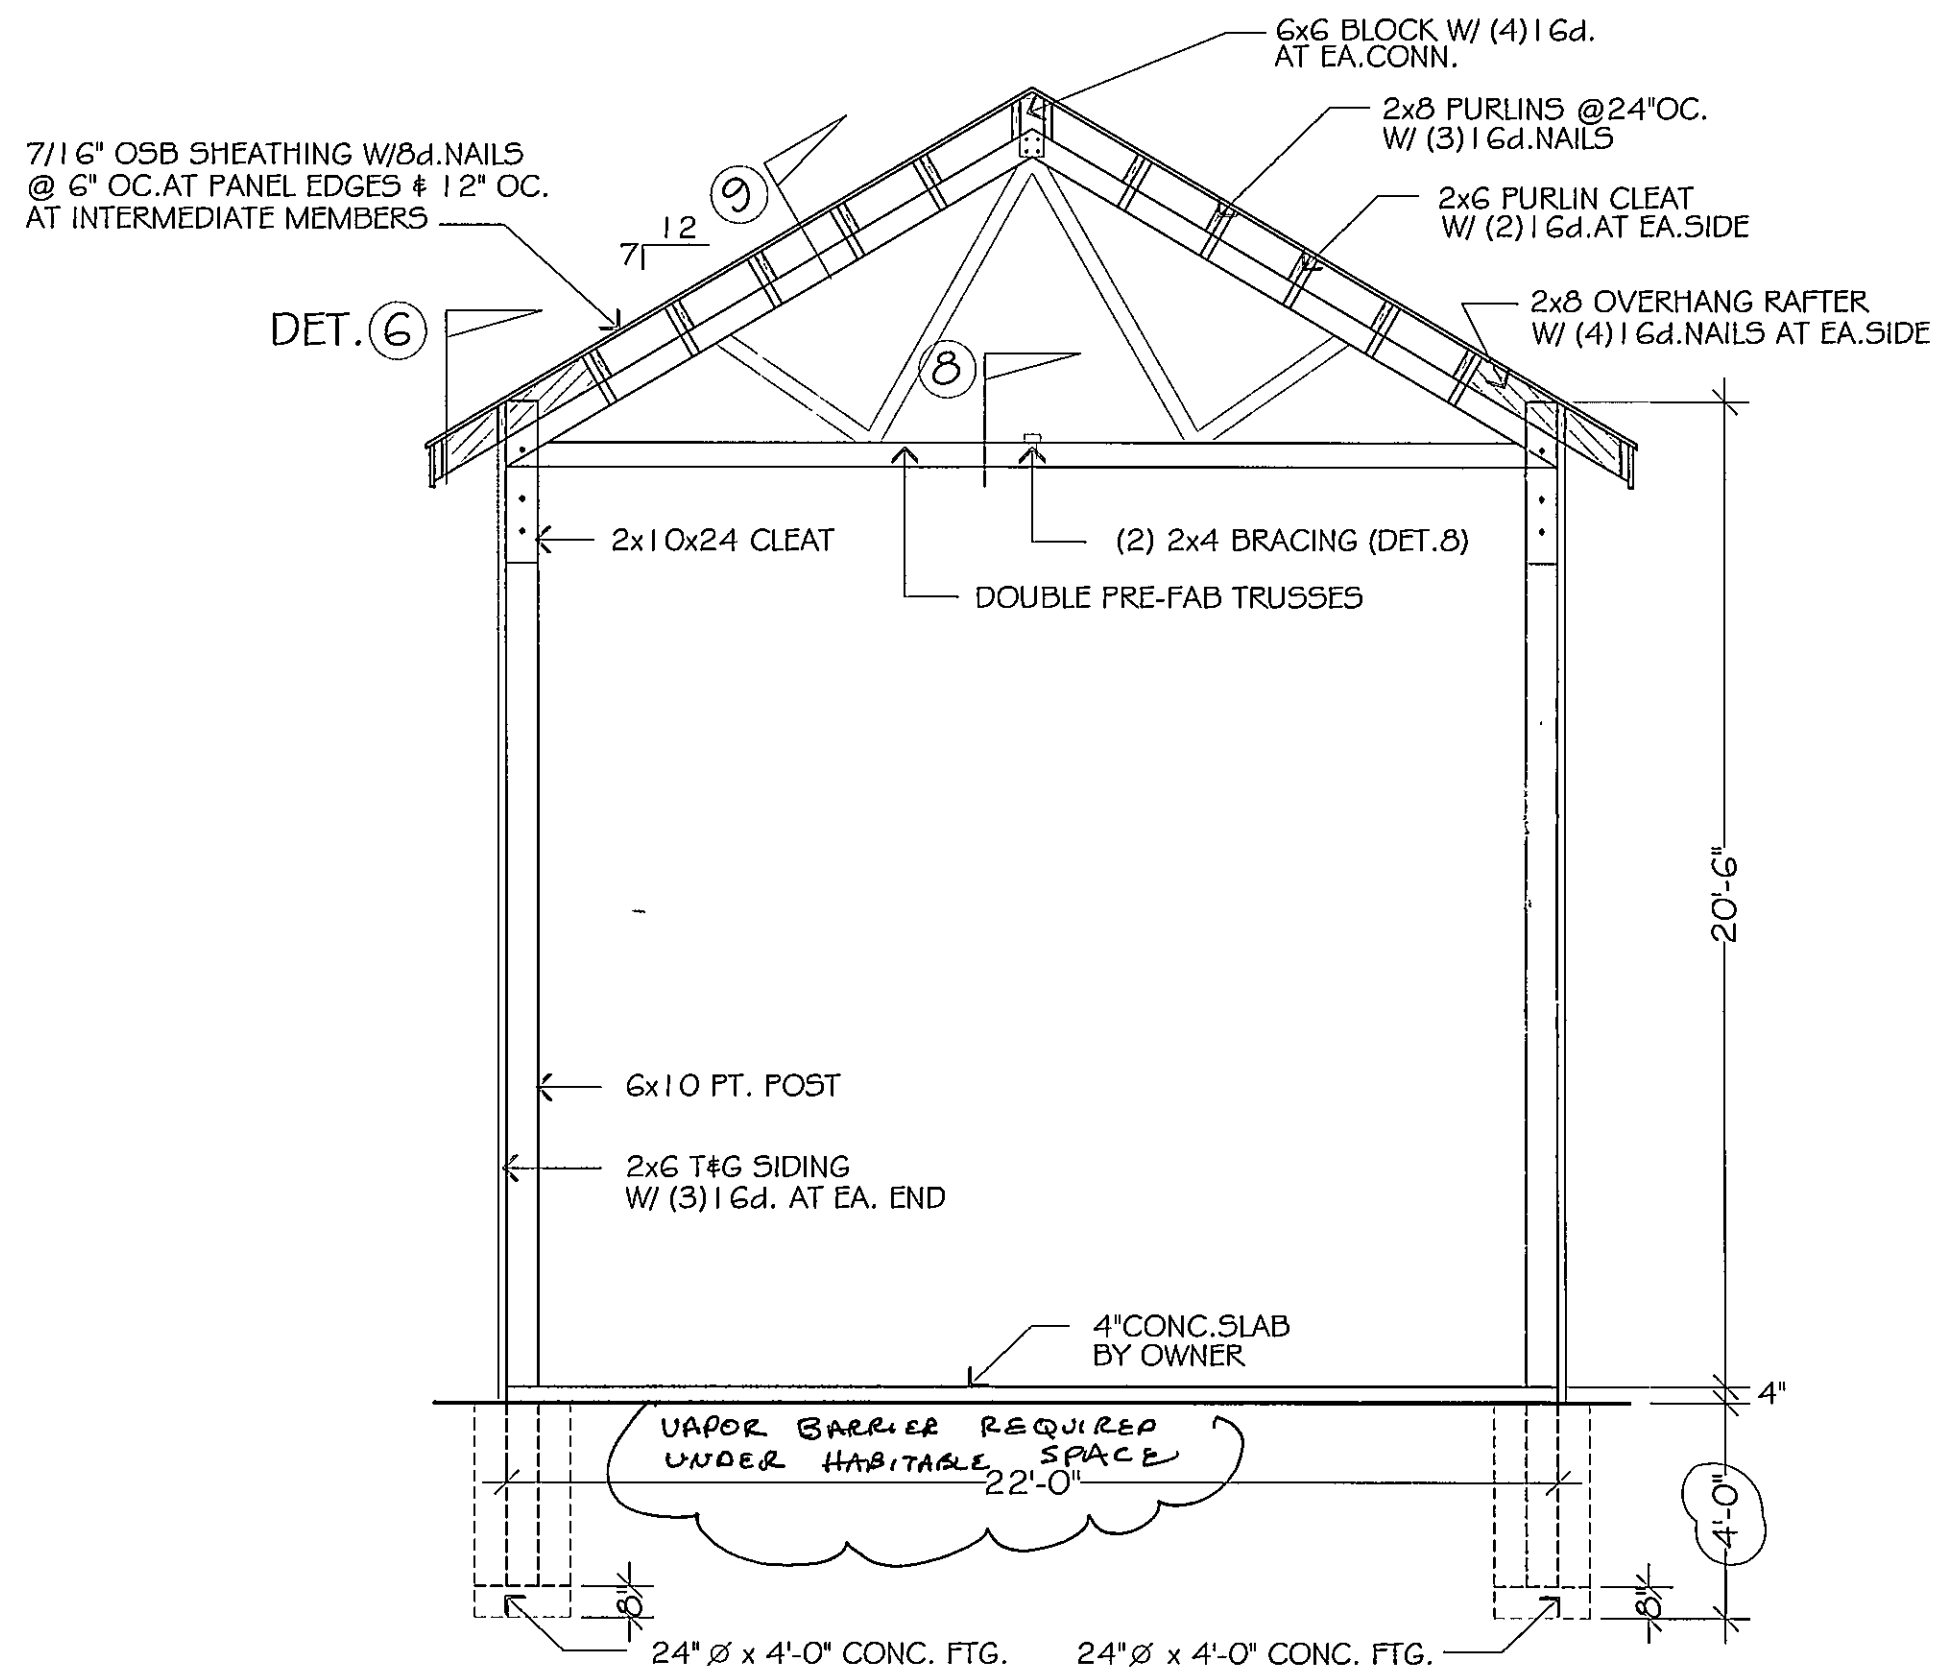 6x6 BLOCK W/ (4)16d.
AT EA.CONN.
2x8 PURLINS @24"OC.
W/ (3)16d.NAILS
7/16" OSB SHEATHING W/8d.NAILS
@ 6" OC.AT PANEL EDGES & 12" OC.
AT INTERMEDIATE MEMBERS
9
2x6 PURLIN CLEAT
W/ (2)16d.AT EA.SIDE
12
7
DET. 6
2x8 OVERHANG RAFTER
W/ (4)16d.NAILS AT EA.SIDE
8
2x10x24 CLEAT
(2) 2x4 BRACING (DET.8)
DOUBLE PRE-FAB TRUSSES
20'-6"
6x10 PT. POST
2x6 T&G SIDING
W/ (3)16d. AT EA. END
4"CONC.SLAB
BY OWNER
4"
VAPOR BARRIER REQUIRED
UNDER HABITABLE SPACE
22'-0"
4'-0"
8"
8"
24"Ø x 4'-0" CONC. FTG.
24"Ø x 4'-0" CONC. FTG.